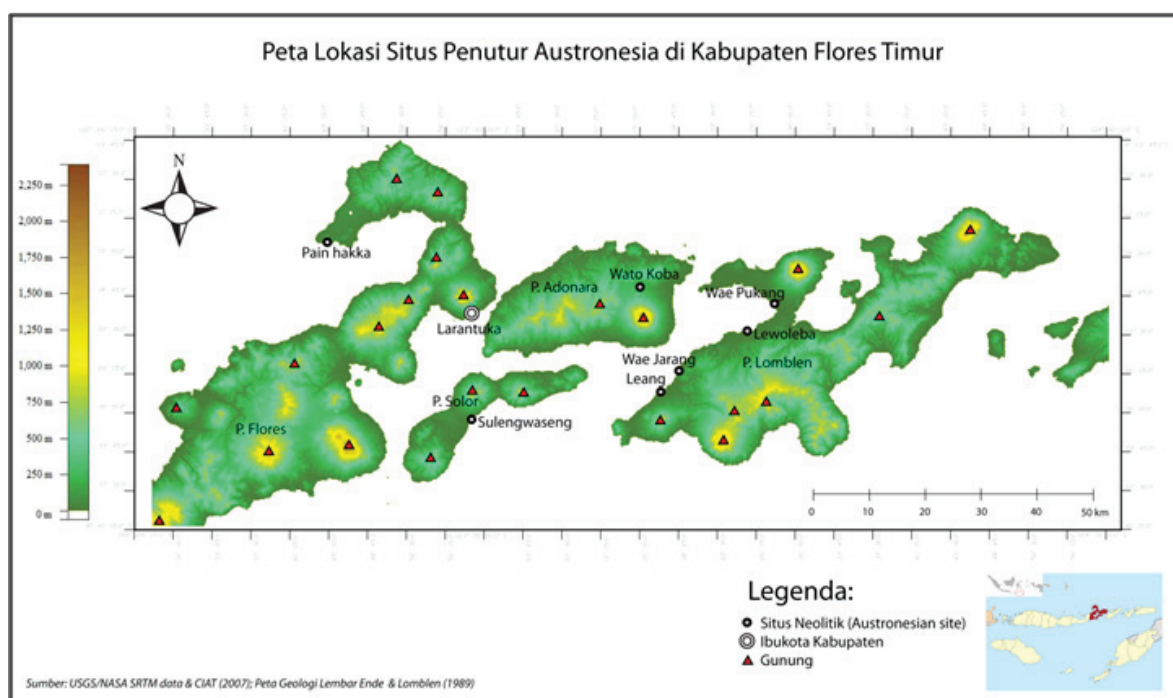 Peta Lokasi Situs Penutur Austronesia di Kabupaten Flores Timur
N
2,250 m
2,000 m
1,750 m
1,500 m
1,250 m
1,000 m
750 m
500 m
250 m
0 m
Pain hakka
Larantuka
P. Adonara
Wato Koba
Wae Pukang
Lewoleba
Wae Jarang
Leang
P. Lomblen
P. Solor
Sulengwaseng
P. Flores
0 10 20 30 40 50 km
Legenda:
Situs Neolitik (Austronesian site)
Ibukota Kabupaten
Gunung
Sumber: USGS/NASA SRTM data & CIAT (2007); Peta Geologi Lembar Ende & Lomblen (1989)